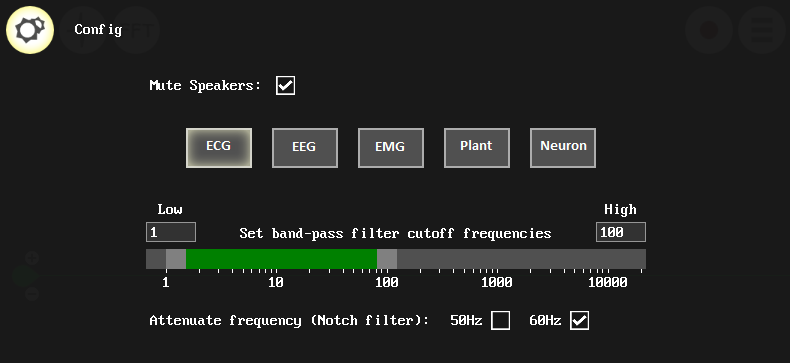 Config
Mute Speakers:
ECG EEG EMG Plant Neuron
Low High
1 Set band-pass filter cutoff frequencies 100
1 10 100 1000 10000
Attenuate frequency (Notch filter): 50Hz 60Hz